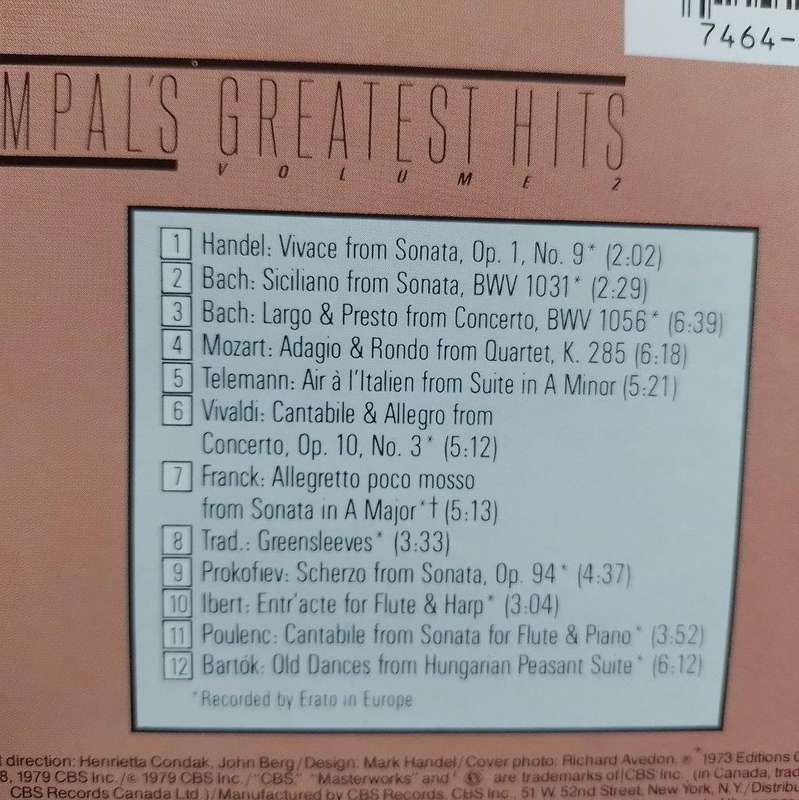 7464-
MPAL'S GREATEST HITS
VOLUME 2
1 Handel: Vivace from Sonata, Op. 1, No. 9* (2:02)
2 Bach: Siciliano from Sonata, BWV 1031* (2:29)
3 Bach: Largo & Presto from Concerto, BWV 1056* (6:39)
4 Mozart: Adagio & Rondo from Quartet, K. 285 (6:18)
5 Telemann: Air à l'Italien from Suite in A Minor (5:21)
6 Vivaldi: Cantabile & Allegro from
Concerto, Op. 10, No. 3* (5:12)
7 Franck: Allegretto poco mosso
from Sonata in A Major*† (5:13)
8 Trad.: Greensleeves* (3:33)
9 Prokofiev: Scherzo from Sonata, Op. 94* (4:37)
10 Ibert: Entr'acte for Flute & Harp* (3:04)
11 Poulenc: Cantabile from Sonata for Flute & Piano* (3:52)
12 Bartók: Old Dances from Hungarian Peasant Suite* (6:12)
*Recorded by Erato in Europe
t direction: Henrietta Condak, John Berg/Design: Mark Handel/Cover photo: Richard Avedon. ℗ *1973 Editions C
8, 1979 CBS Inc./© 1979 CBS Inc./"CBS," "Masterworks" and are trademarks of CBS Inc. (in Canada, trad
CBS Records Canada Ltd.)/Manufactured by CBS Records, CBS Inc., 51 W. 52nd Street, New York, N.Y./Distribu